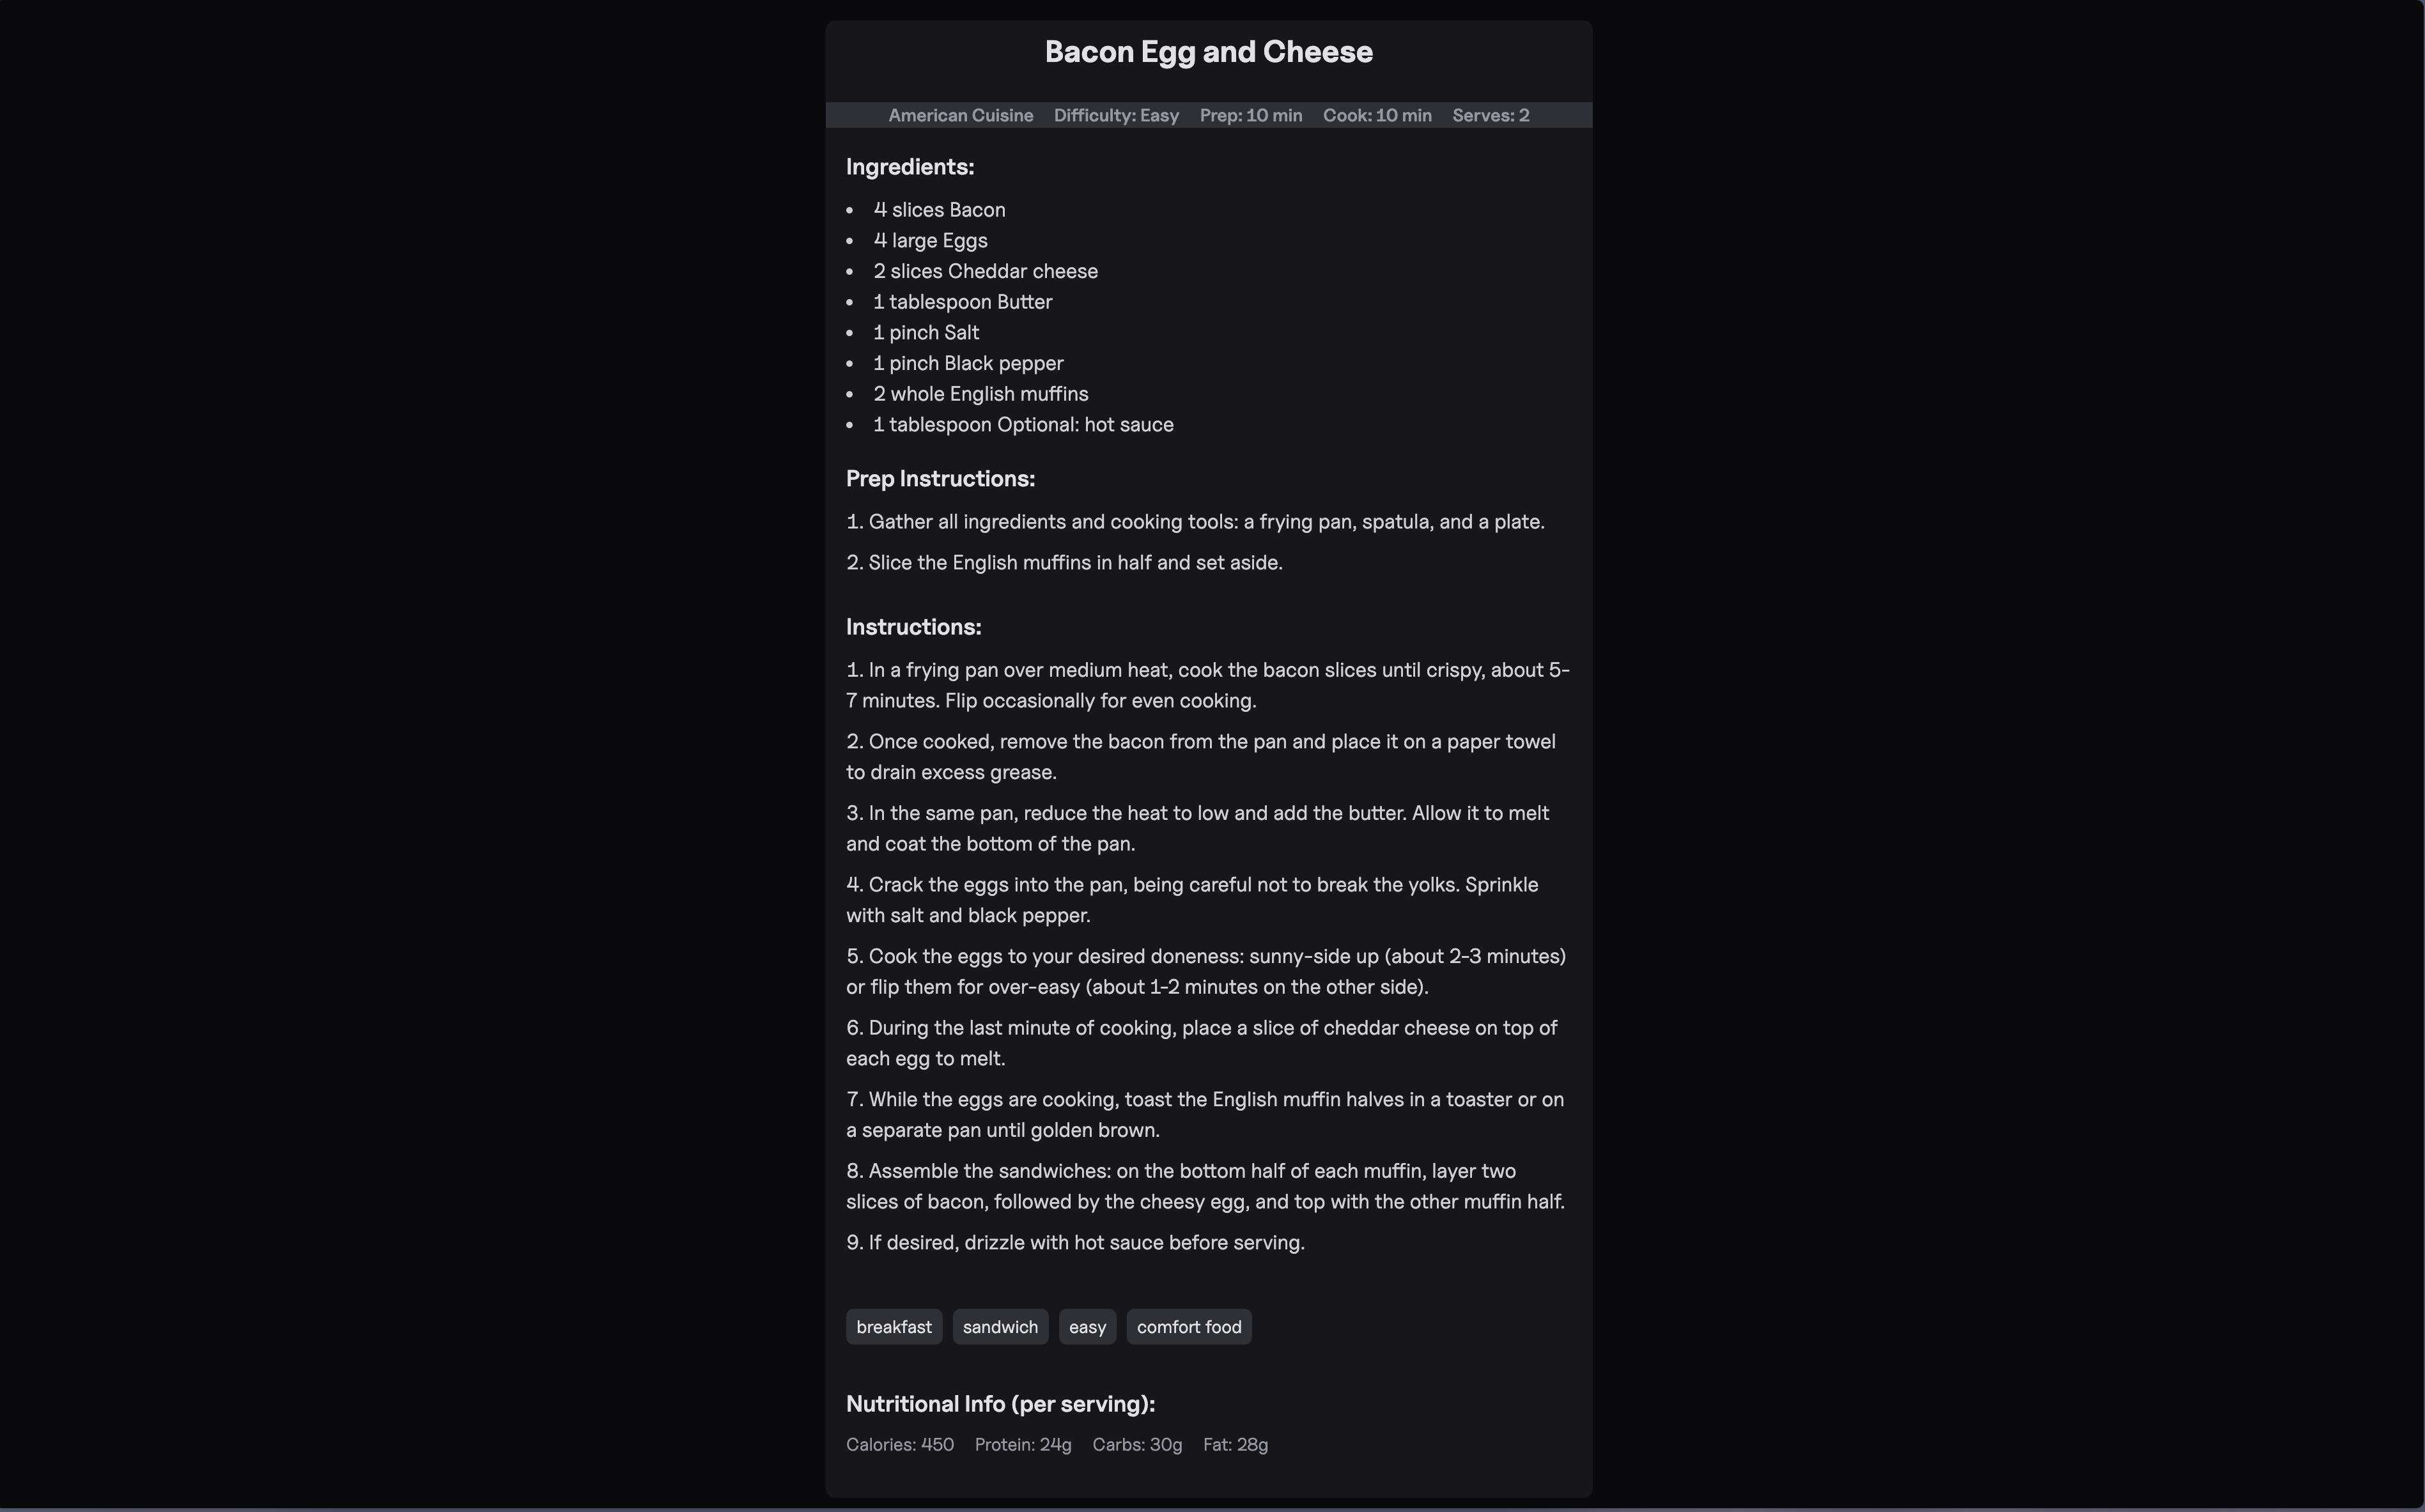 Bacon Egg and Cheese
American Cuisine Difficulty: Easy Prep: 10 min Cook: 10 min Serves: 2
Ingredients:
• 4 slices Bacon
• 4 large Eggs
• 2 slices Cheddar cheese
• 1 tablespoon Butter
• 1 pinch Salt
• 1 pinch Black pepper
• 2 whole English muffins
• 1 tablespoon Optional: hot sauce
Prep Instructions:
1. Gather all ingredients and cooking tools: a frying pan, spatula, and a plate.
2. Slice the English muffins in half and set aside.
Instructions:
1. In a frying pan over medium heat, cook the bacon slices until crispy, about 5-
7 minutes. Flip occasionally for even cooking.
2. Once cooked, remove the bacon from the pan and place it on a paper towel
to drain excess grease.
3. In the same pan, reduce the heat to low and add the butter. Allow it to melt
and coat the bottom of the pan.
4. Crack the eggs into the pan, being careful not to break the yolks. Sprinkle
with salt and black pepper.
5. Cook the eggs to your desired doneness: sunny-side up (about 2-3 minutes)
or flip them for over-easy (about 1-2 minutes on the other side).
6. During the last minute of cooking, place a slice of cheddar cheese on top of
each egg to melt.
7. While the eggs are cooking, toast the English muffin halves in a toaster or on
a separate pan until golden brown.
8. Assemble the sandwiches: on the bottom half of each muffin, layer two
slices of bacon, followed by the cheesy egg, and top with the other muffin half.
9. If desired, drizzle with hot sauce before serving.
breakfast sandwich easy comfort food
Nutritional Info (per serving):
Calories: 450 Protein: 24g Carbs: 30g Fat: 28g